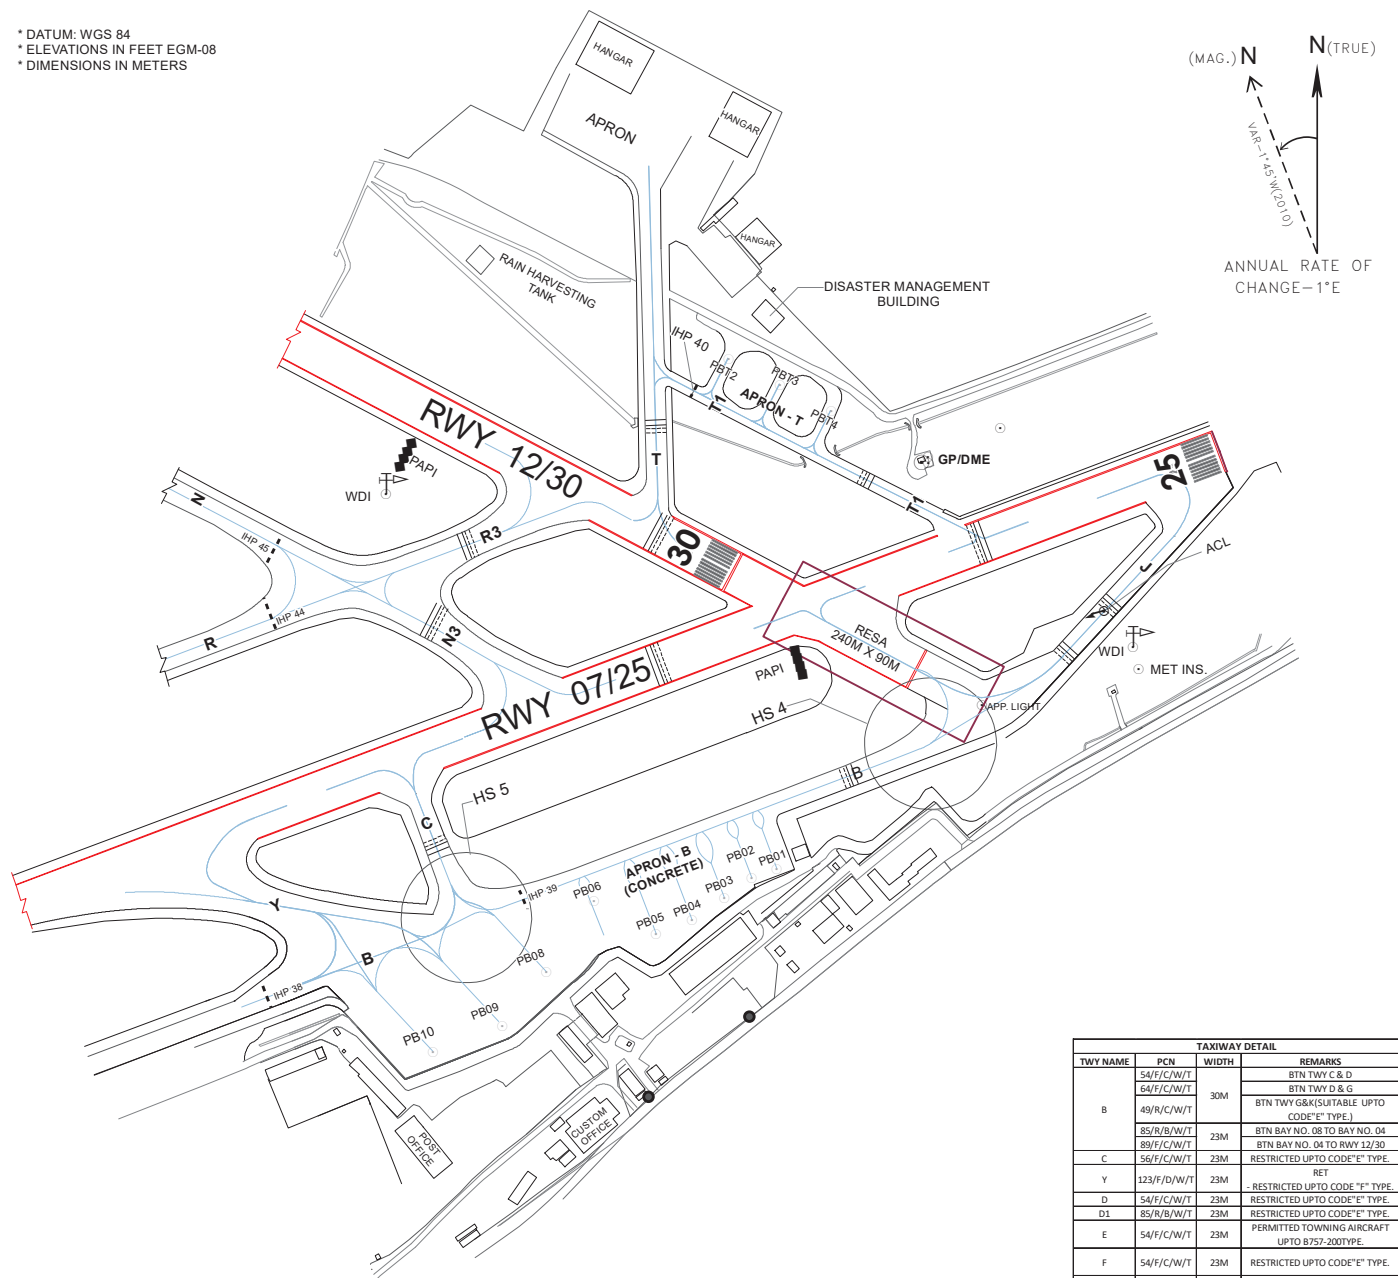 * DATUM: WGS 84
* ELEVATIONS IN FEET EGM-08
* DIMENSIONS IN METERS
(MAG.) N
N (TRUE)
VAR-1°45'W(2010)
ANNUAL RATE OF
CHANGE-1°E
HANGAR
HANGAR
APRON
HANGAR
RAIN HARVESTING
TANK
DISASTER MANAGEMENT
BUILDING
IHP 40
PBT2
PBT3
PBT4
APRON - T
T1
T1
GP/DME
RWY 12/30
PAPI
WDI
T
25
N
R3
30
IHP 45
IHP 44
R
N3
ACL
J
RESA
240M X 90M
WDI
MET INS.
PAPI
APP. LIGHT
RWY 07/25
HS 4
B
HS 5
C
APRON - B
(CONCRETE)
PB01
PB02
PB03
PB04
PB05
PB06
IHP 39
Y
B
PB08
IHP 38
PB09
PB10
POST
OFFICE
CUSTOM
OFFICE
TAXIWAY DETAIL
TWY NAME PCN WIDTH REMARKS
B 54/F/C/W/T 30M BTN TWY C & D
64/F/C/W/T BTN TWY D & G
49/R/C/W/T BTN TWY G&K(SUITABLE UPTO
CODE"E" TYPE.)
85/R/B/W/T 23M BTN BAY NO. 08 TO BAY NO. 04
89/F/C/W/T BTN BAY NO. 04 TO RWY 12/30
C 56/F/C/W/T 23M RESTRICTED UPTO CODE"E" TYPE.
Y 123/F/D/W/T 23M RET
- RESTRICTED UPTO CODE "F" TYPE.
D 54/F/C/W/T 23M RESTRICTED UPTO CODE"E" TYPE.
D1 85/R/B/W/T 23M RESTRICTED UPTO CODE"E" TYPE.
E 54/F/C/W/T 23M PERMITTED TOWNING AIRCRAFT
UPTO B757-200TYPE.
F 54/F/C/W/T 23M RESTRICTED UPTO CODE"E" TYPE.